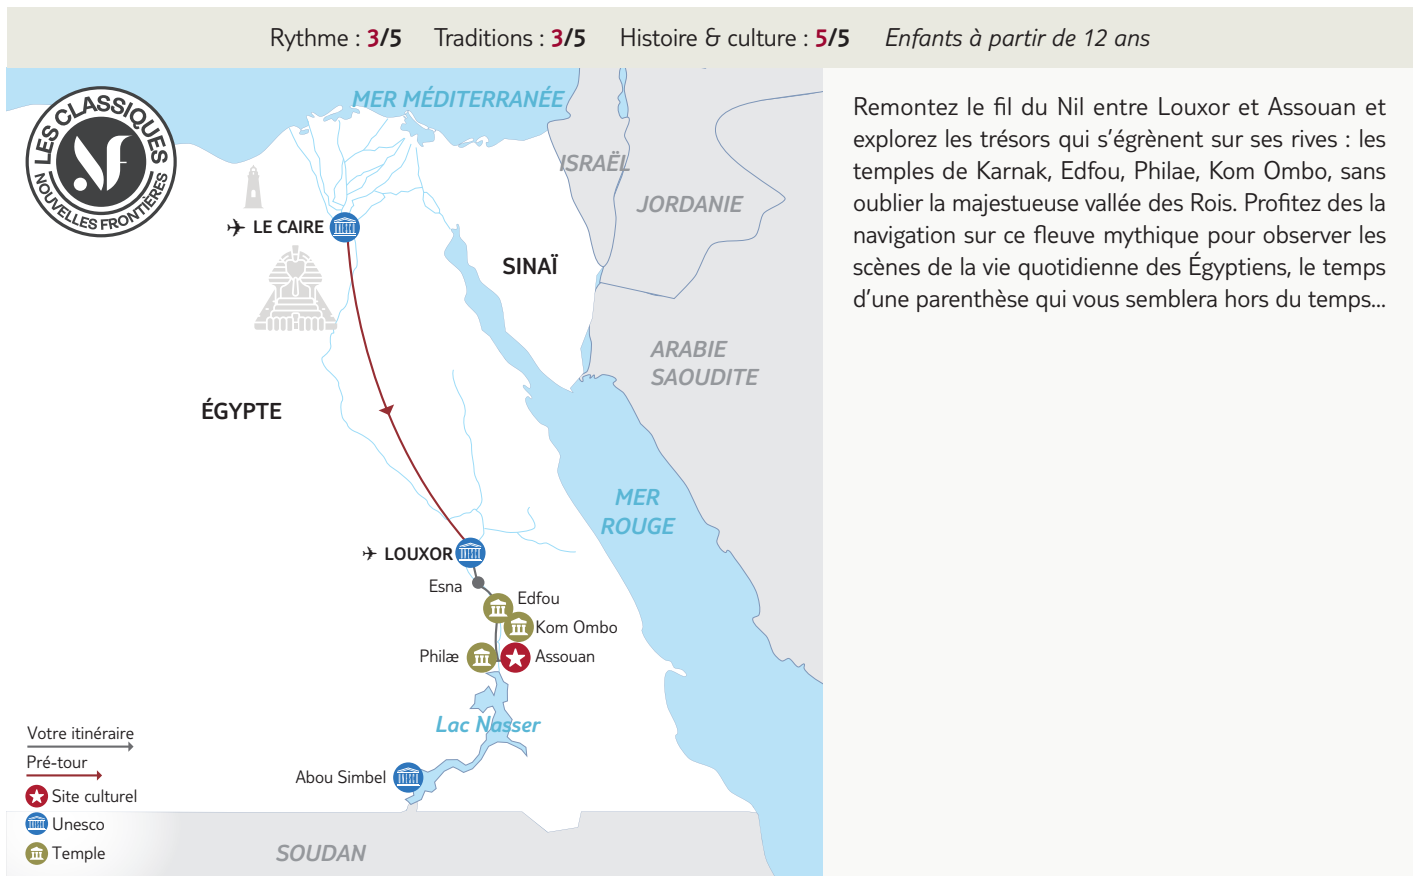 Rythme : 3/5 Traditions : 3/5 Histoire & culture : 5/5 Enfants à partir de 12 ans
LES CLASSIQUES
NOUVELLES FRONTIÈRES
MER MÉDITERRANÉE
ISRAËL
JORDANIE
LE CAIRE
SINAÏ
ARABIE
SAOUDITE
ÉGYPTE
MER
ROUGE
LOUXOR
Esna
Edfou
Kom Ombo
Philæ
Assouan
Lac Nasser
Abou Simbel
SOUDAN
Votre itinéraire
Pré-tour
Site culturel
Unesco
Temple
Remontez le fil du Nil entre Louxor et Assouan et
explorez les trésors qui s’égrènent sur ses rives : les
temples de Karnak, Edfou, Philae, Kom Ombo, sans
oublier la majestueuse vallée des Rois. Profitez des la
navigation sur ce fleuve mythique pour observer les
scènes de la vie quotidienne des Égyptiens, le temps
d’une parenthèse qui vous semblera hors du temps...